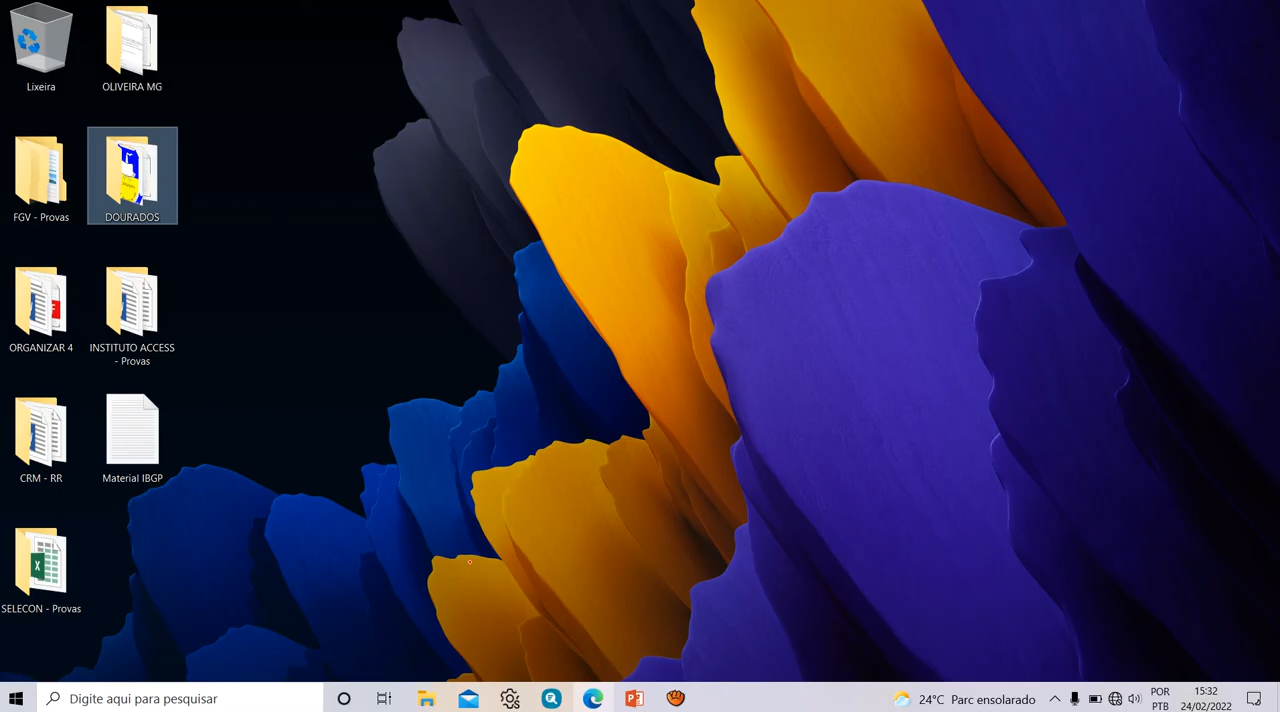 Lixeira
OLIVEIRA MG
FGV - Provas
DOURADOS
ORGANIZAR 4
INSTITUTO ACCESS
- Provas
CRM - RR
Material IBGP
SELECON - Provas
Digite aqui para pesquisar
24°C Parc ensolarado
POR
PTB
15:32
24/02/2022